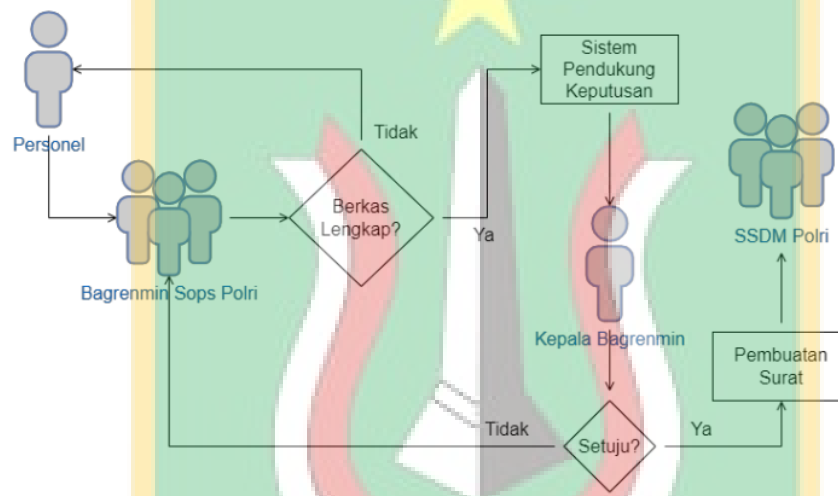 Personel
Bagrenmin Sops Polri
Berkas
Lengkap?
Tidak
Ya
Sistem
Pendukung
Keputusan
Kepala Bagrenmin
Setuju?
Tidak
Ya
Pembuatan
Surat
SSDM Polri